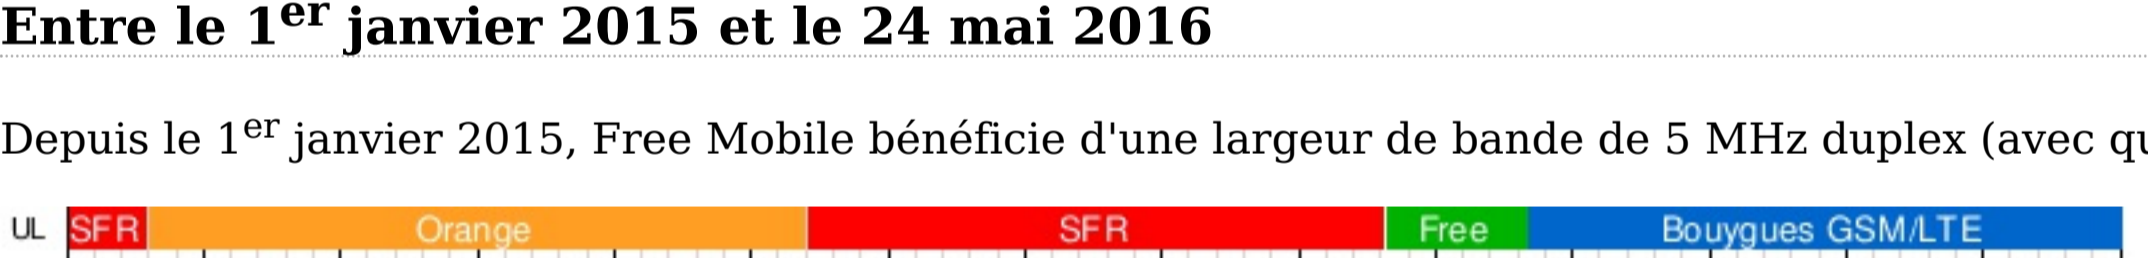 Entre le 1er janvier 2015 et le 24 mai 2016
Depuis le 1er janvier 2015, Free Mobile bénéficie d'une largeur de bande de 5 MHz duplex (avec
UL SFR Orange SFR Free Bouygues GSM/LTE